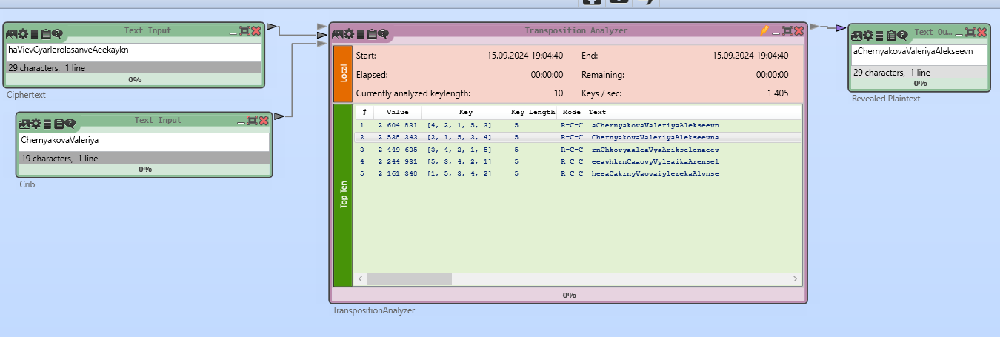 Text Input
haVievCyarlerolasanveAeekaykn
29 characters, 1 line
0%
Ciphertext
Text Input
ChernyakovaValeriya
19 characters, 1 line
0%
Crib
Transposition Analyzer
Local
Start: 15.09.2024 19:04:40 End: 15.09.2024 19:04:40
Elapsed: 00:00:00 Remaining: 00:00:00
Currently analyzed keylength: 10 Keys / sec: 1 405
Top Ten
# Value Key Key Length Mode Text
1 2 604 831 [4, 2, 1, 5, 3] 5 R-C-C aChernyakovaValeriyaAlekseevn
2 2 538 343 [2, 1, 5, 3, 4] 5 R-C-C ChernyakovaValeriyaAlekseevna
3 2 449 635 [3, 4, 2, 1, 5] 5 R-C-C rnChkovyaaleaVyaArikselenaeev
4 2 244 931 [5, 3, 4, 2, 1] 5 R-C-C eeavhkrnCaaovyVyleaikaArensel
5 2 161 348 [1, 5, 3, 4, 2] 5 R-C-C heeaCakrnyVaovaiylerekaAlvnse
0%
TranspositionAnalyzer
Text Ou...
aChernyakovaValeriyaAlekseevn
29 characters, 1 line
0%
Revealed Plaintext